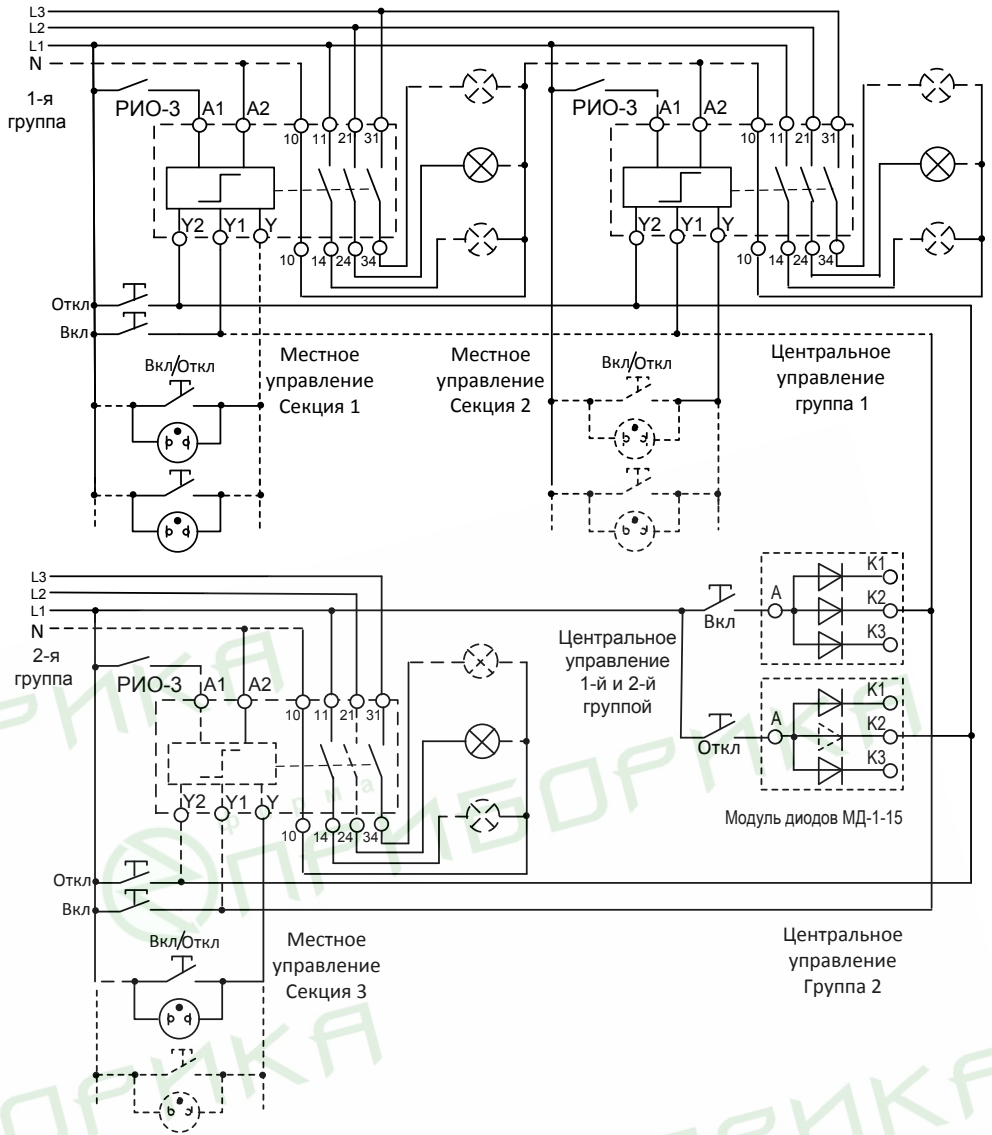 L3
L2
L1
N
1-я
группа
РИО-3 A1 A2
10 11 21 31
Y2 Y1 Y
10 14 24 34
РИО-3 A1 A2
10 11 21 31
Y2 Y1 Y
10 14 24 34
Откл
Вкл
Вкл/Откл
Местное
управление
Секция 1
Местное
управление
Секция 2
Вкл/Откл
Центральное
управление
группа 1
L3
L2
L1
N
2-я
группа
РИО-3 A1 A2
10 11 21 31
Y2 Y1 Y
10 14 24 34
Центральное
управление
1-й и 2-й
группой
Вкл
A
K1
K2
K3
Откл
A
K1
K2
K3
Модуль диодов МД-1-15
Откл
Вкл
Вкл/Откл
Местное
управление
Секция 3
Центральное
управление
Группа 2
фирма
ПРИБОРИКА